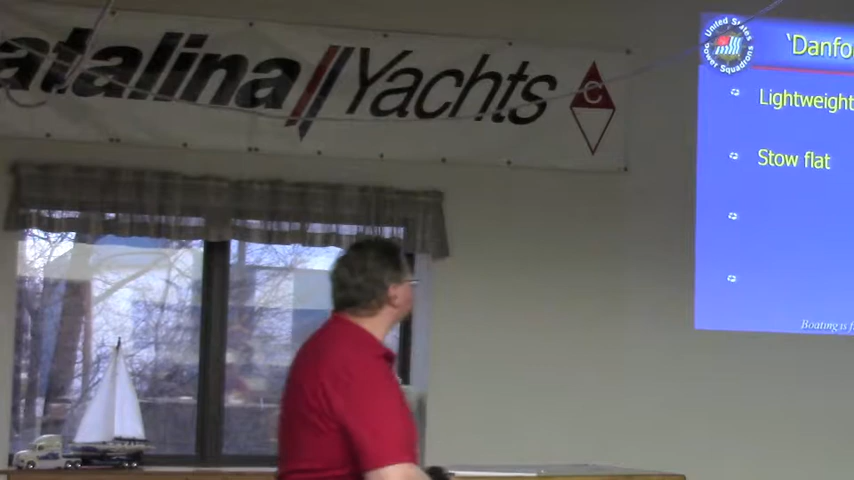 atalina Yachts
C
United States
Power Squadrons
'Danfo
Lightweight
Stow flat
Boating is f